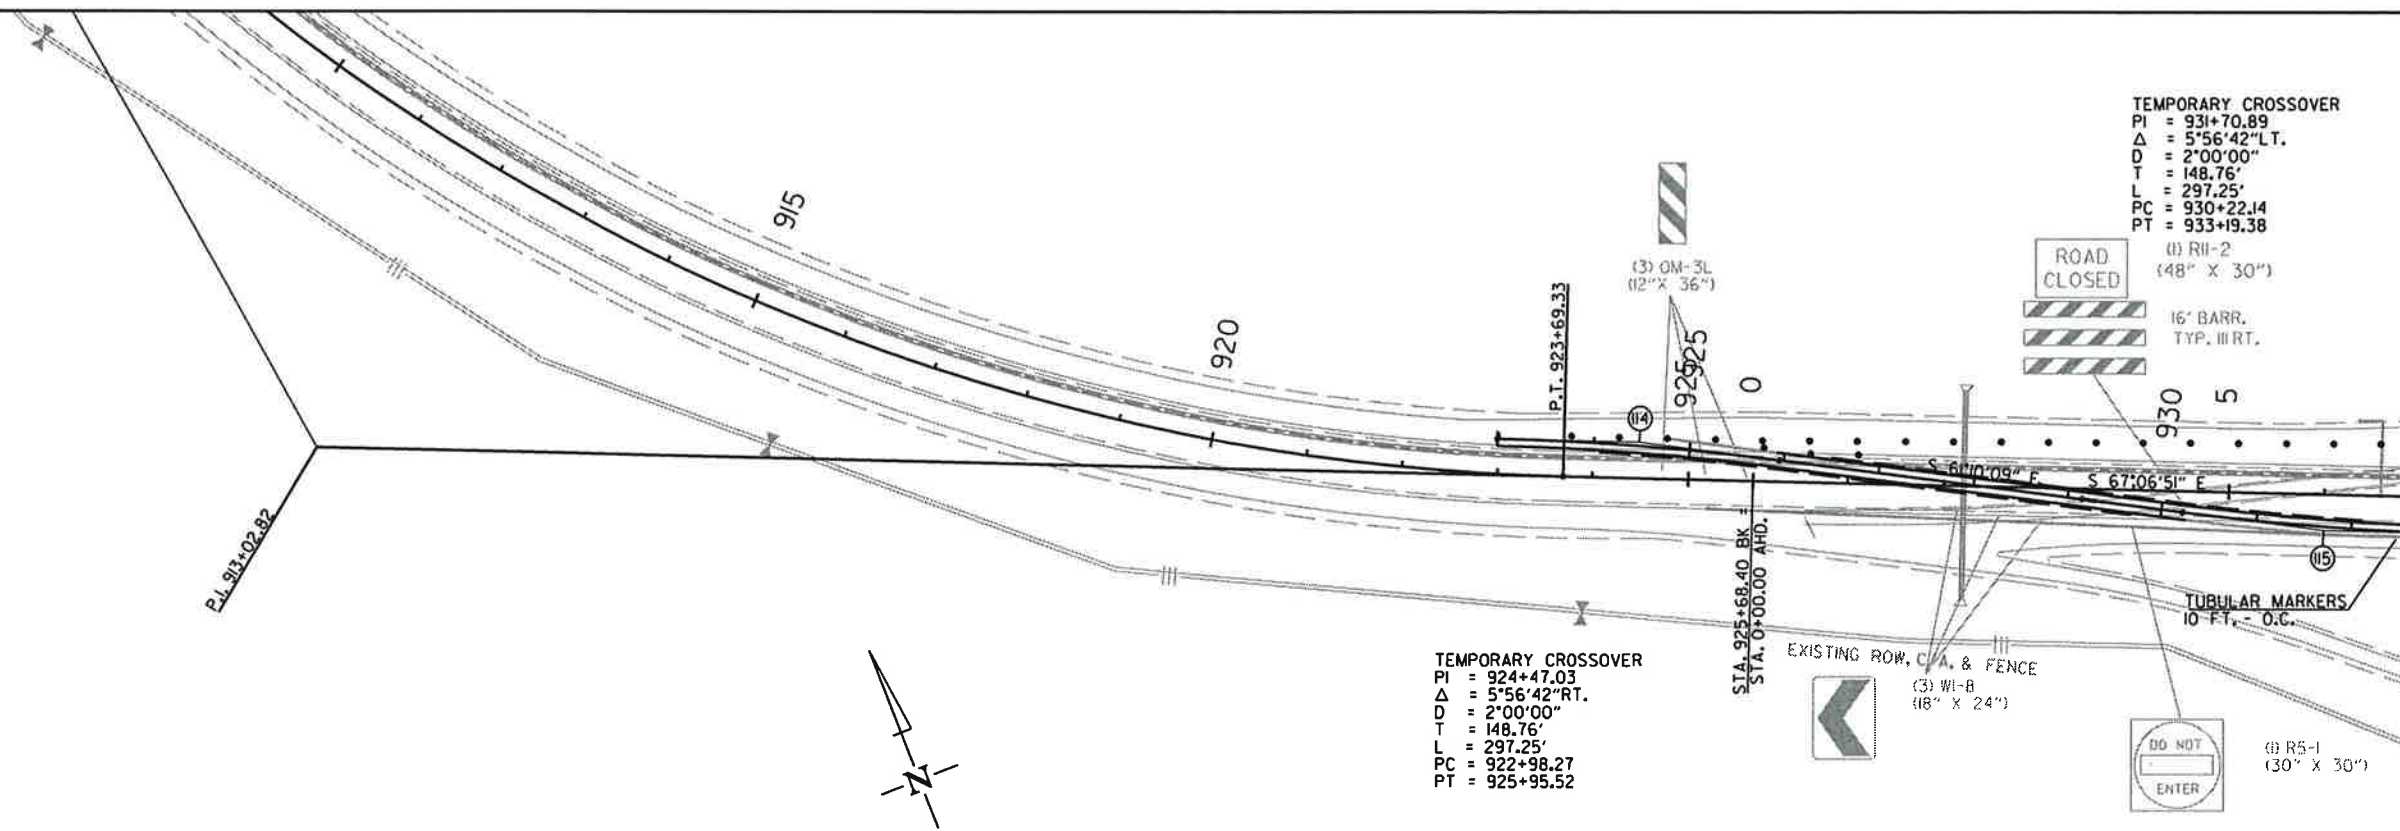 TEMPORARY CROSSOVER
PI = 931+70.89
Δ = 5°56'42"LT.
D = 2°00'00"
T = 148.76'
L = 297.25'
PC = 930+22.14
PT = 933+19.38
915
(3) OM-3L
(12"X 36")
ROAD
CLOSED
(1) R11-2
(48" X 30")
16' BARR.
TYP. III RT.
P.T. 923+69.33
920
925
925
0
930
5
114
S 61°10'09" E
S 67°06'51" E
115
P.I. 913+02.82
STA. 925+68.40 BK =
STA. 0+00.00 AHD.
TUBULAR MARKERS
10 FT. - O.C.
EXISTING ROW, C.A. & FENCE
(3) W1-8
(18" X 24")
TEMPORARY CROSSOVER
PI = 924+47.03
Δ = 5°56'42"RT.
D = 2°00'00"
T = 148.76'
L = 297.25'
PC = 922+98.27
PT = 925+95.52
N
DO NOT
ENTER
(1) R5-1
(30" X 30")